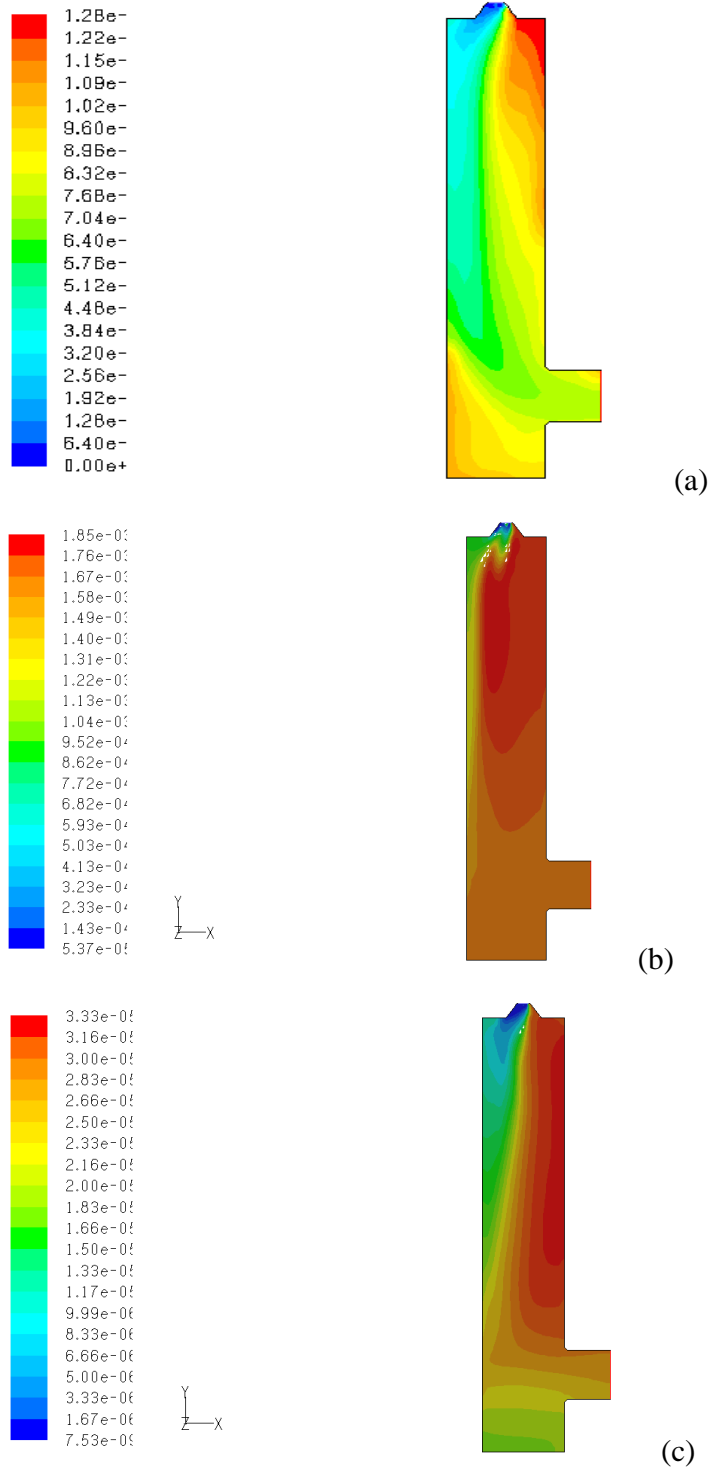 1.28e-
1.22e-
1.15e-
1.09e-
1.02e-
9.60e-
8.96e-
8.32e-
7.68e-
7.04e-
6.40e-
5.76e-
5.12e-
4.48e-
3.84e-
3.20e-
2.56e-
1.92e-
1.28e-
6.40e-
0.00e+
(a)
1.85e-03
1.76e-03
1.67e-03
1.58e-03
1.49e-03
1.40e-03
1.31e-03
1.22e-03
1.13e-03
1.04e-03
9.52e-04
8.62e-04
7.72e-04
6.82e-04
5.93e-04
5.03e-04
4.13e-04
3.23e-04
2.33e-04
1.43e-04
5.37e-05
Y
Z X
(b)
3.33e-05
3.16e-05
3.00e-05
2.83e-05
2.66e-05
2.50e-05
2.33e-05
2.16e-05
2.00e-05
1.83e-05
1.66e-05
1.50e-05
1.33e-05
1.17e-05
9.99e-06
8.33e-06
6.66e-06
5.00e-06
3.33e-06
1.67e-06
7.53e-09
Y
Z X
(c)